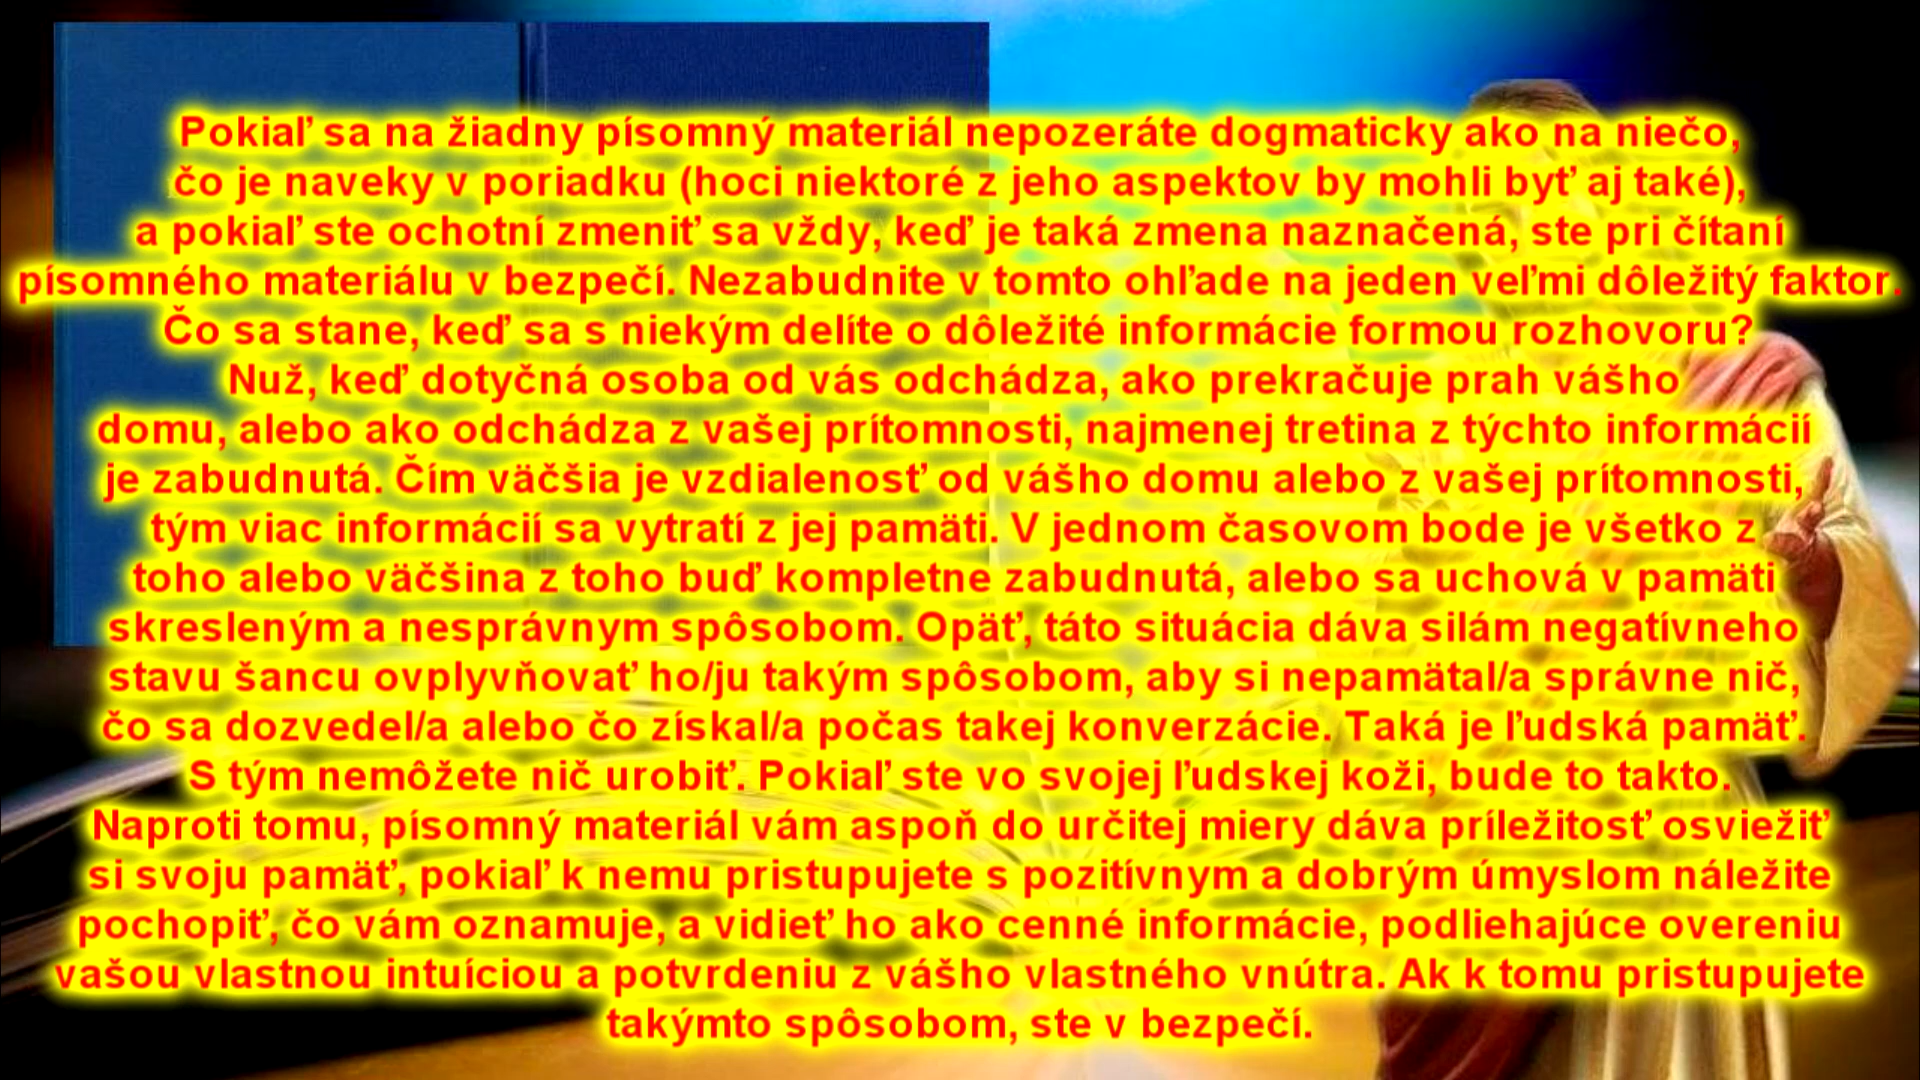 Pokiaľ sa na žiadny písomný materiál nepozeráte dogmaticky ako na niečo,
čo je naveky v poriadku (hoci niektoré z jeho aspektov by mohli byť aj také),
a pokiaľ ste ochotní zmeniť sa vždy, keď je taká zmena naznačená, ste pri čítaní
písomného materiálu v bezpečí. Nezabudnite v tomto ohľade na jeden veľmi dôležitý faktor.
Čo sa stane, keď sa s niekým delíte o dôležité informácie formou rozhovoru?
Nuž, keď dotyčná osoba od vás odchádza, ako prekračuje prah vášho
domu, alebo ako odchádza z vašej prítomnosti, najmenej tretina z týchto informácií
je zabudnutá. Čím väčšia je vzdialenosť od vášho domu alebo z vašej prítomnosti,
tým viac informácií sa vytratí z jej pamäti. V jednom časovom bode je všetko z
toho alebo väčšina z toho buď kompletne zabudnutá, alebo sa uchová v pamäti
skresleným a nesprávnym spôsobom. Opäť, táto situácia dáva silám negatívneho
stavu šancu ovplyvňovať ho/ju takým spôsobom, aby si nepamätal/a správne nič,
čo sa dozvedel/a alebo čo získal/a počas takej konverzácie. Taká je ľudská pamäť.
S tým nemôžete nič urobiť. Pokiaľ ste vo svojej ľudskej koži, bude to takto.
Naproti tomu, písomný materiál vám aspoň do určitej miery dáva príležitosť osviežiť
si svoju pamäť, pokiaľ k nemu pristupujete s pozitívnym a dobrým úmyslom náležite
pochopiť, čo vám oznamuje, a vidieť ho ako cenné informácie, podliehajúce overeniu
vašou vlastnou intuíciou a potvrdeniu z vášho vlastného vnútra. Ak k tomu pristupujete
takýmto spôsobom, ste v bezpečí.